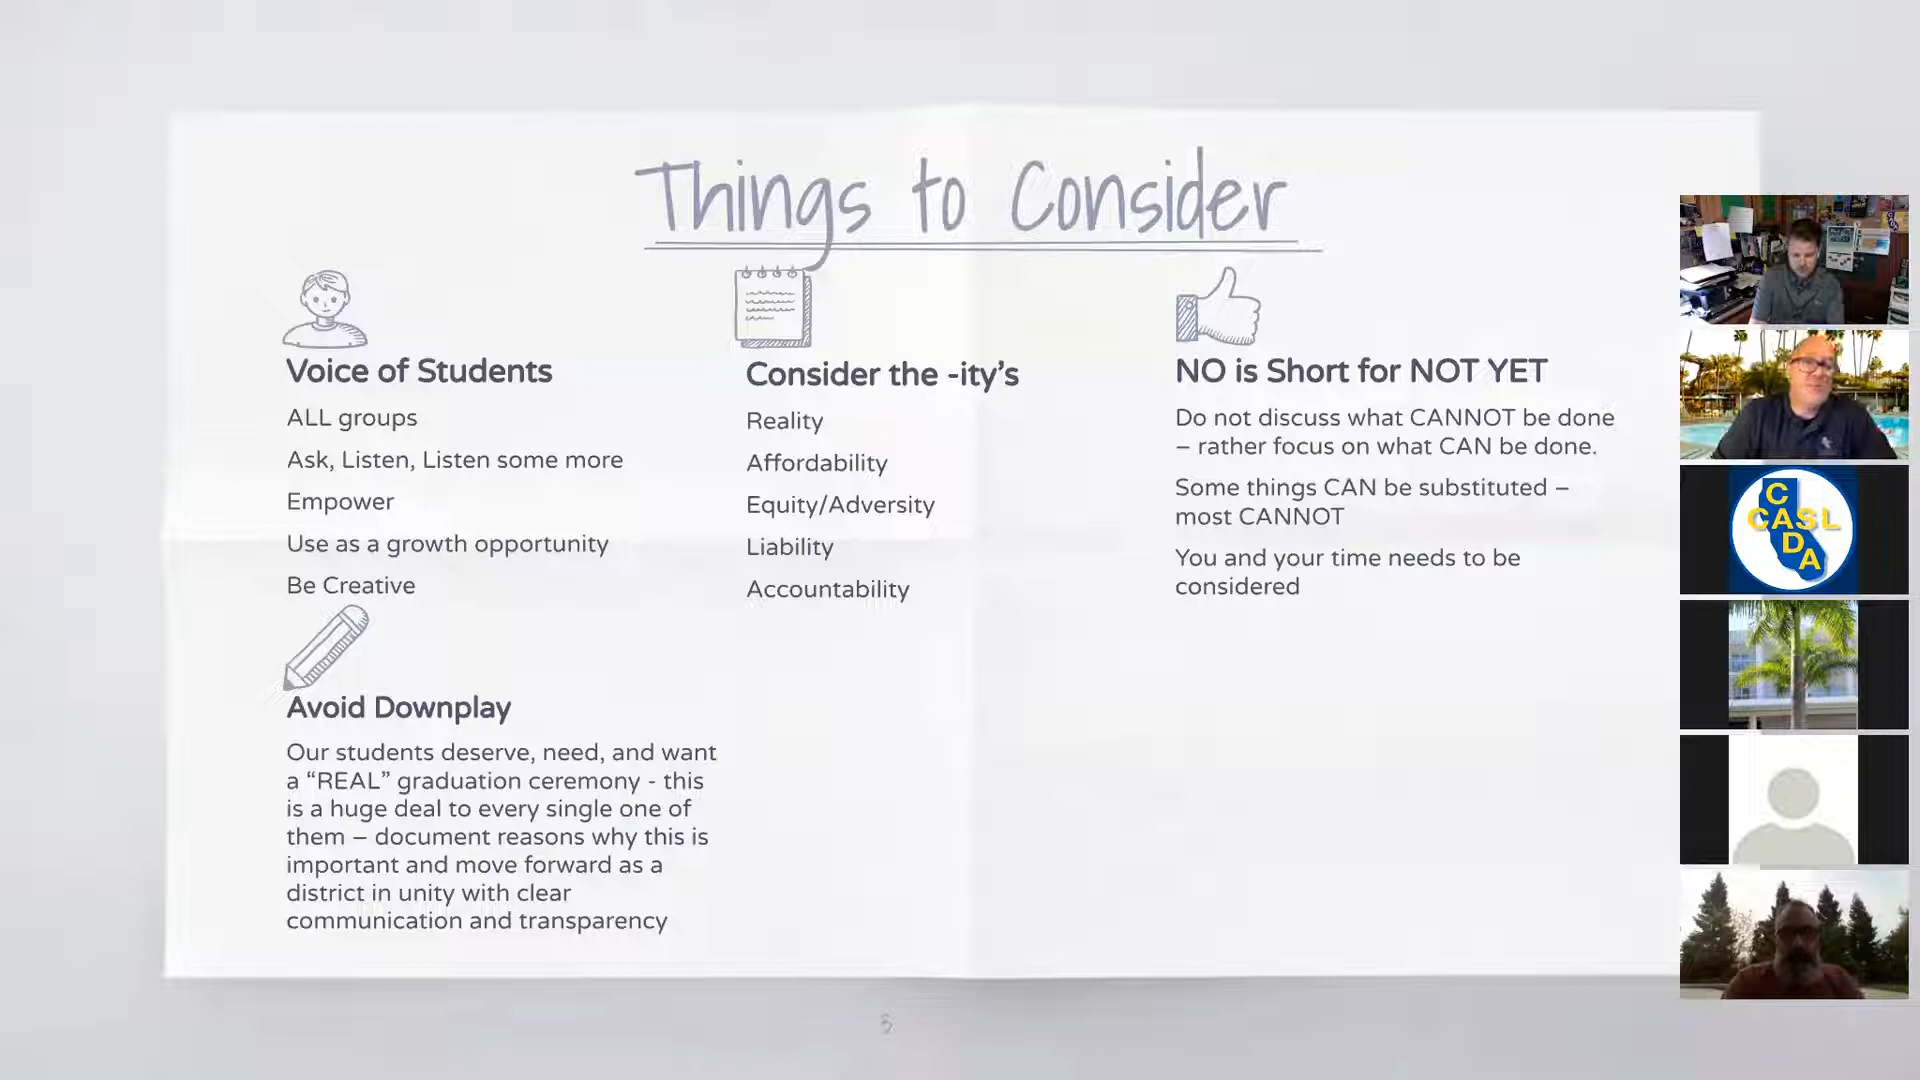 Things to Consider
Voice of Students
ALL groups
Ask, Listen, Listen some more
Empower
Use as a growth opportunity
Be Creative
Consider the -ity’s
Reality
Affordability
Equity/Adversity
Liability
Accountability
NO is Short for NOT YET
Do not discuss what CANNOT be done
– rather focus on what CAN be done.
Some things CAN be substituted –
most CANNOT
You and your time needs to be
considered
Avoid Downplay
Our students deserve, need, and want
a “REAL” graduation ceremony - this
is a huge deal to every single one of
them – document reasons why this is
important and move forward as a
district in unity with clear
communication and transparency
C
CASL
D
A